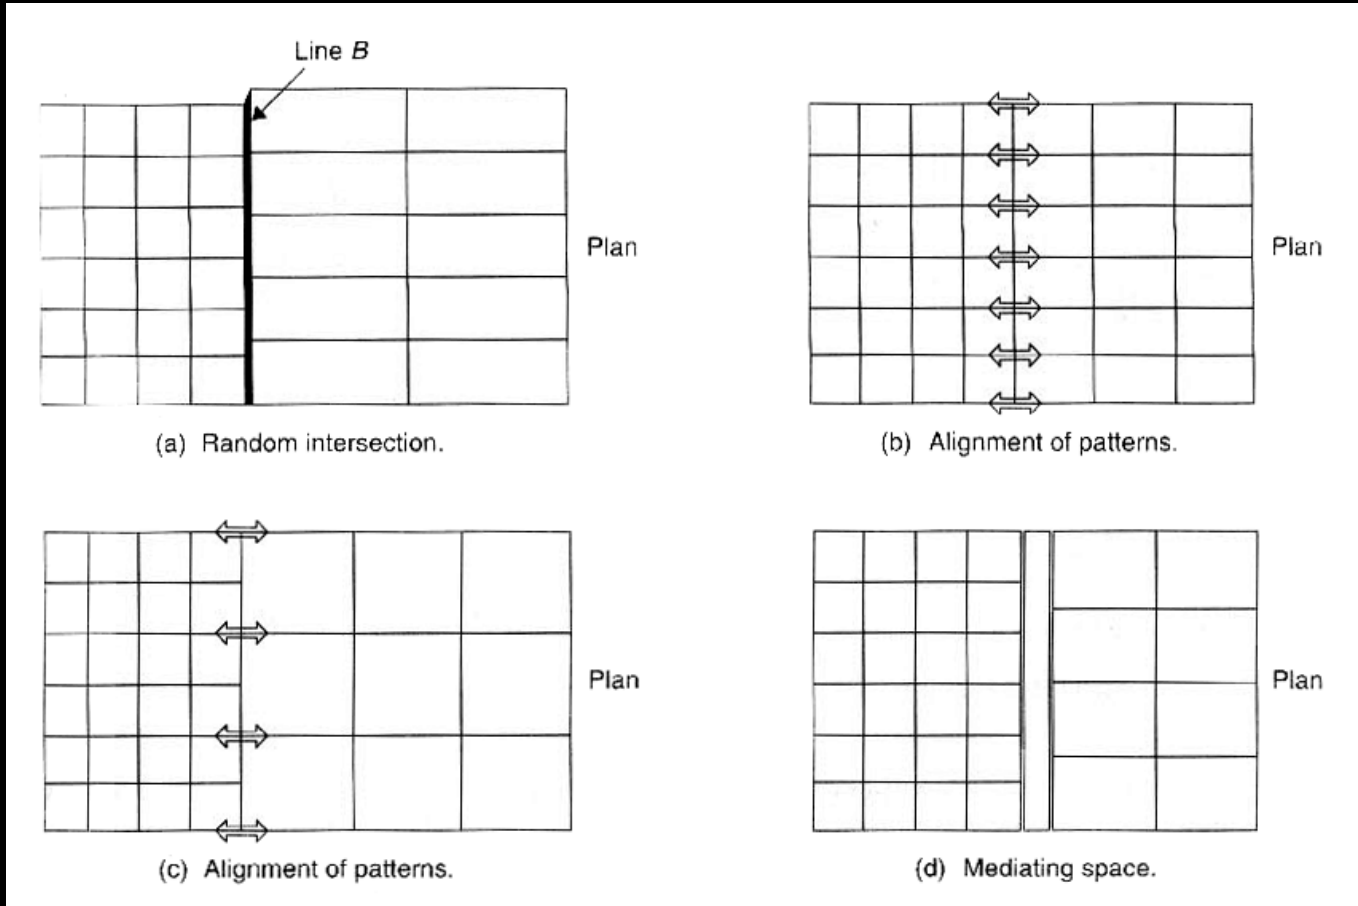 Line B
Plan
Plan
(a) Random intersection.
(b) Alignment of patterns.
Plan
Plan
(c) Alignment of patterns.
(d) Mediating space.